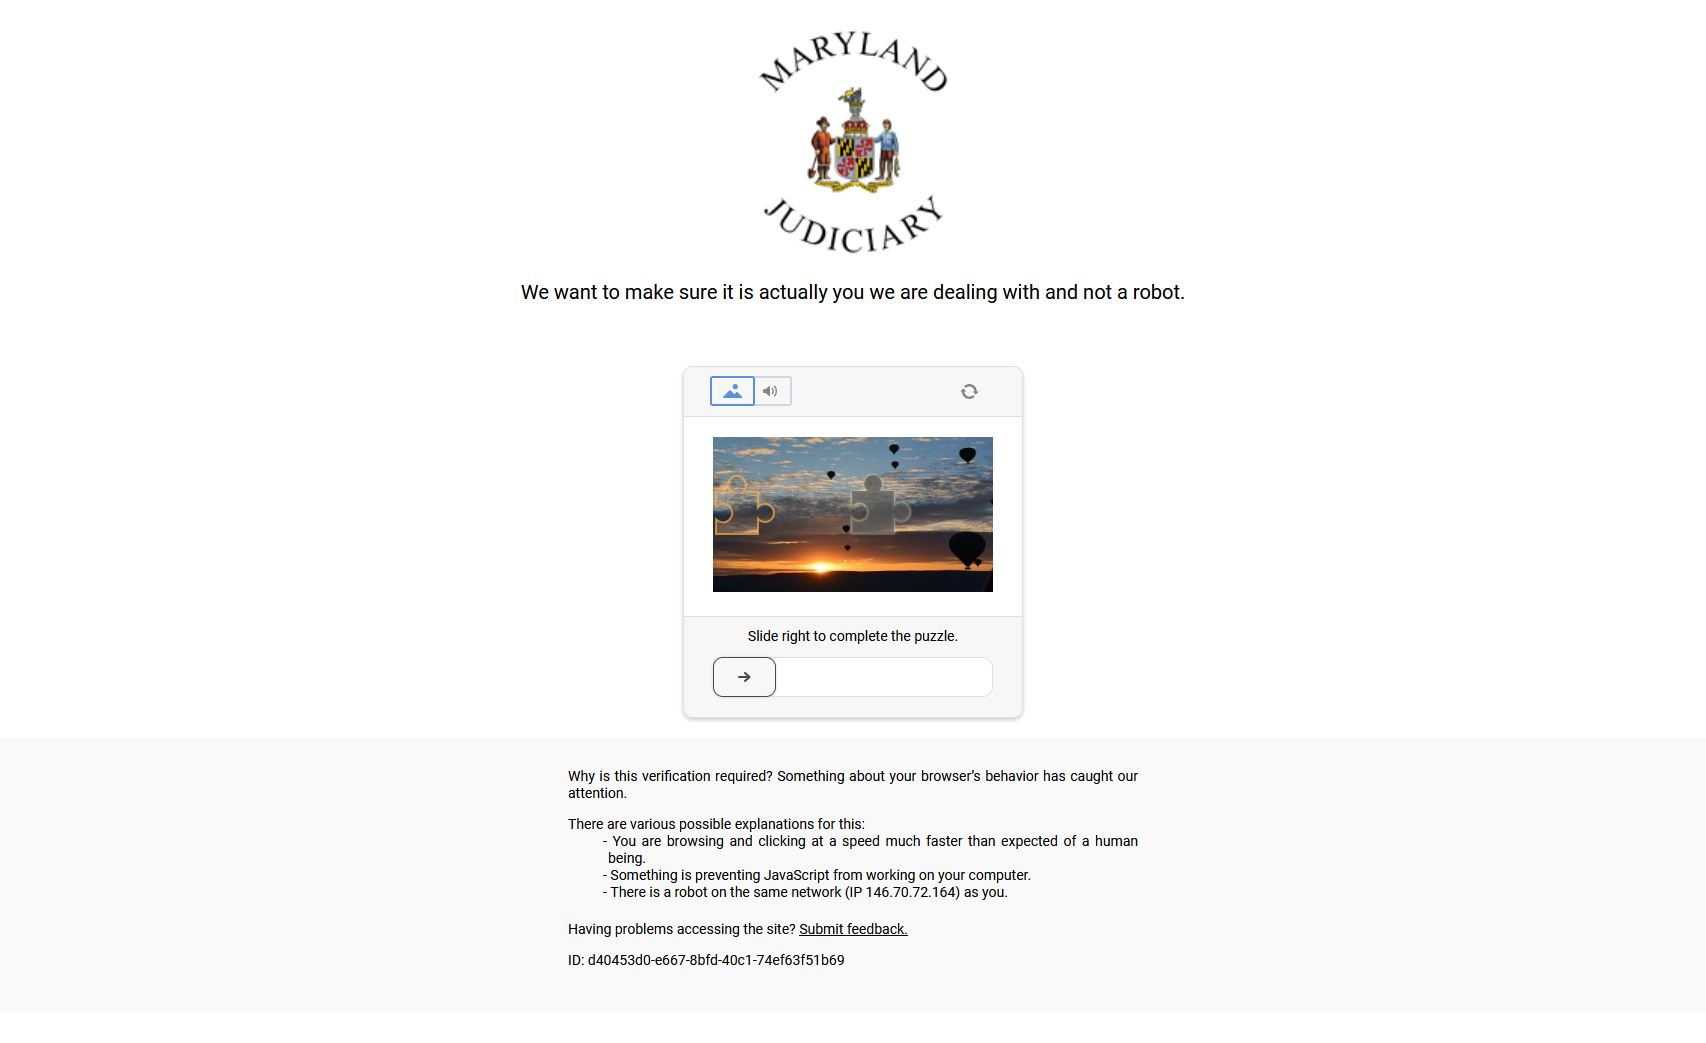 MARYLAND
JUDICIARY
We want to make sure it is actually you we are dealing with and not a robot.
Slide right to complete the puzzle.
Why is this verification required? Something about your browser’s behavior has caught our
attention.
There are various possible explanations for this:
- You are browsing and clicking at a speed much faster than expected of a human
being.
- Something is preventing JavaScript from working on your computer.
- There is a robot on the same network (IP 146.70.72.164) as you.
Having problems accessing the site? Submit feedback.
ID: d40453d0-e667-8bfd-40c1-74ef63f51b69